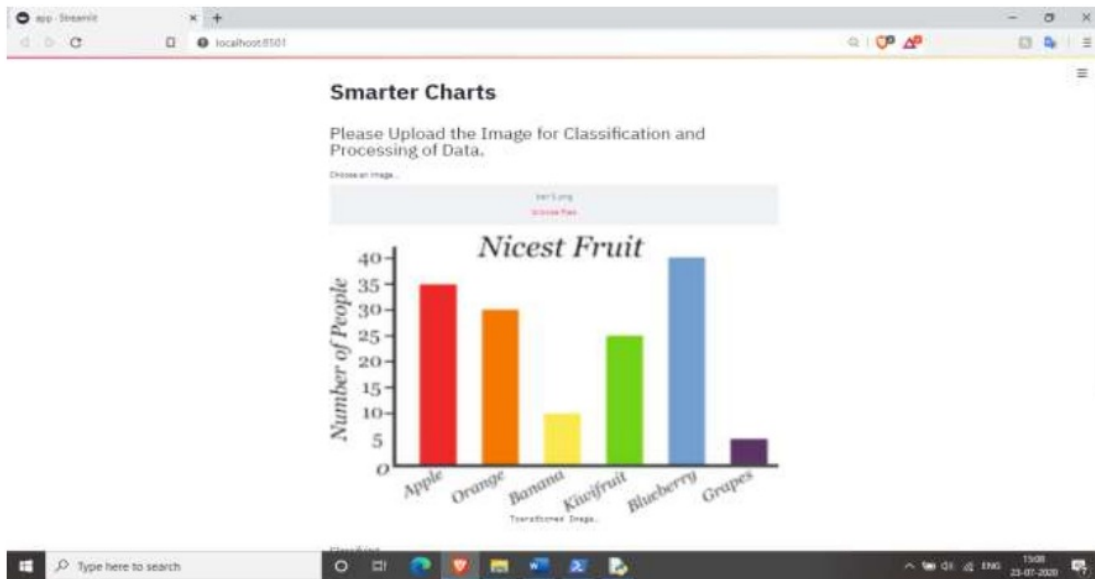 app · Streamlit
localhost:8501
Smarter Charts
Please Upload the Image for Classification and
Processing of Data.
Choose an image...
Browse files
Nicest Fruit
Number of People
40
35
30
25
20
15
10
5
0
Apple
Orange
Banana
Kiwifruit
Blueberry
Grapes
Image.
Type here to search
ENG
15:08
23-07-2020